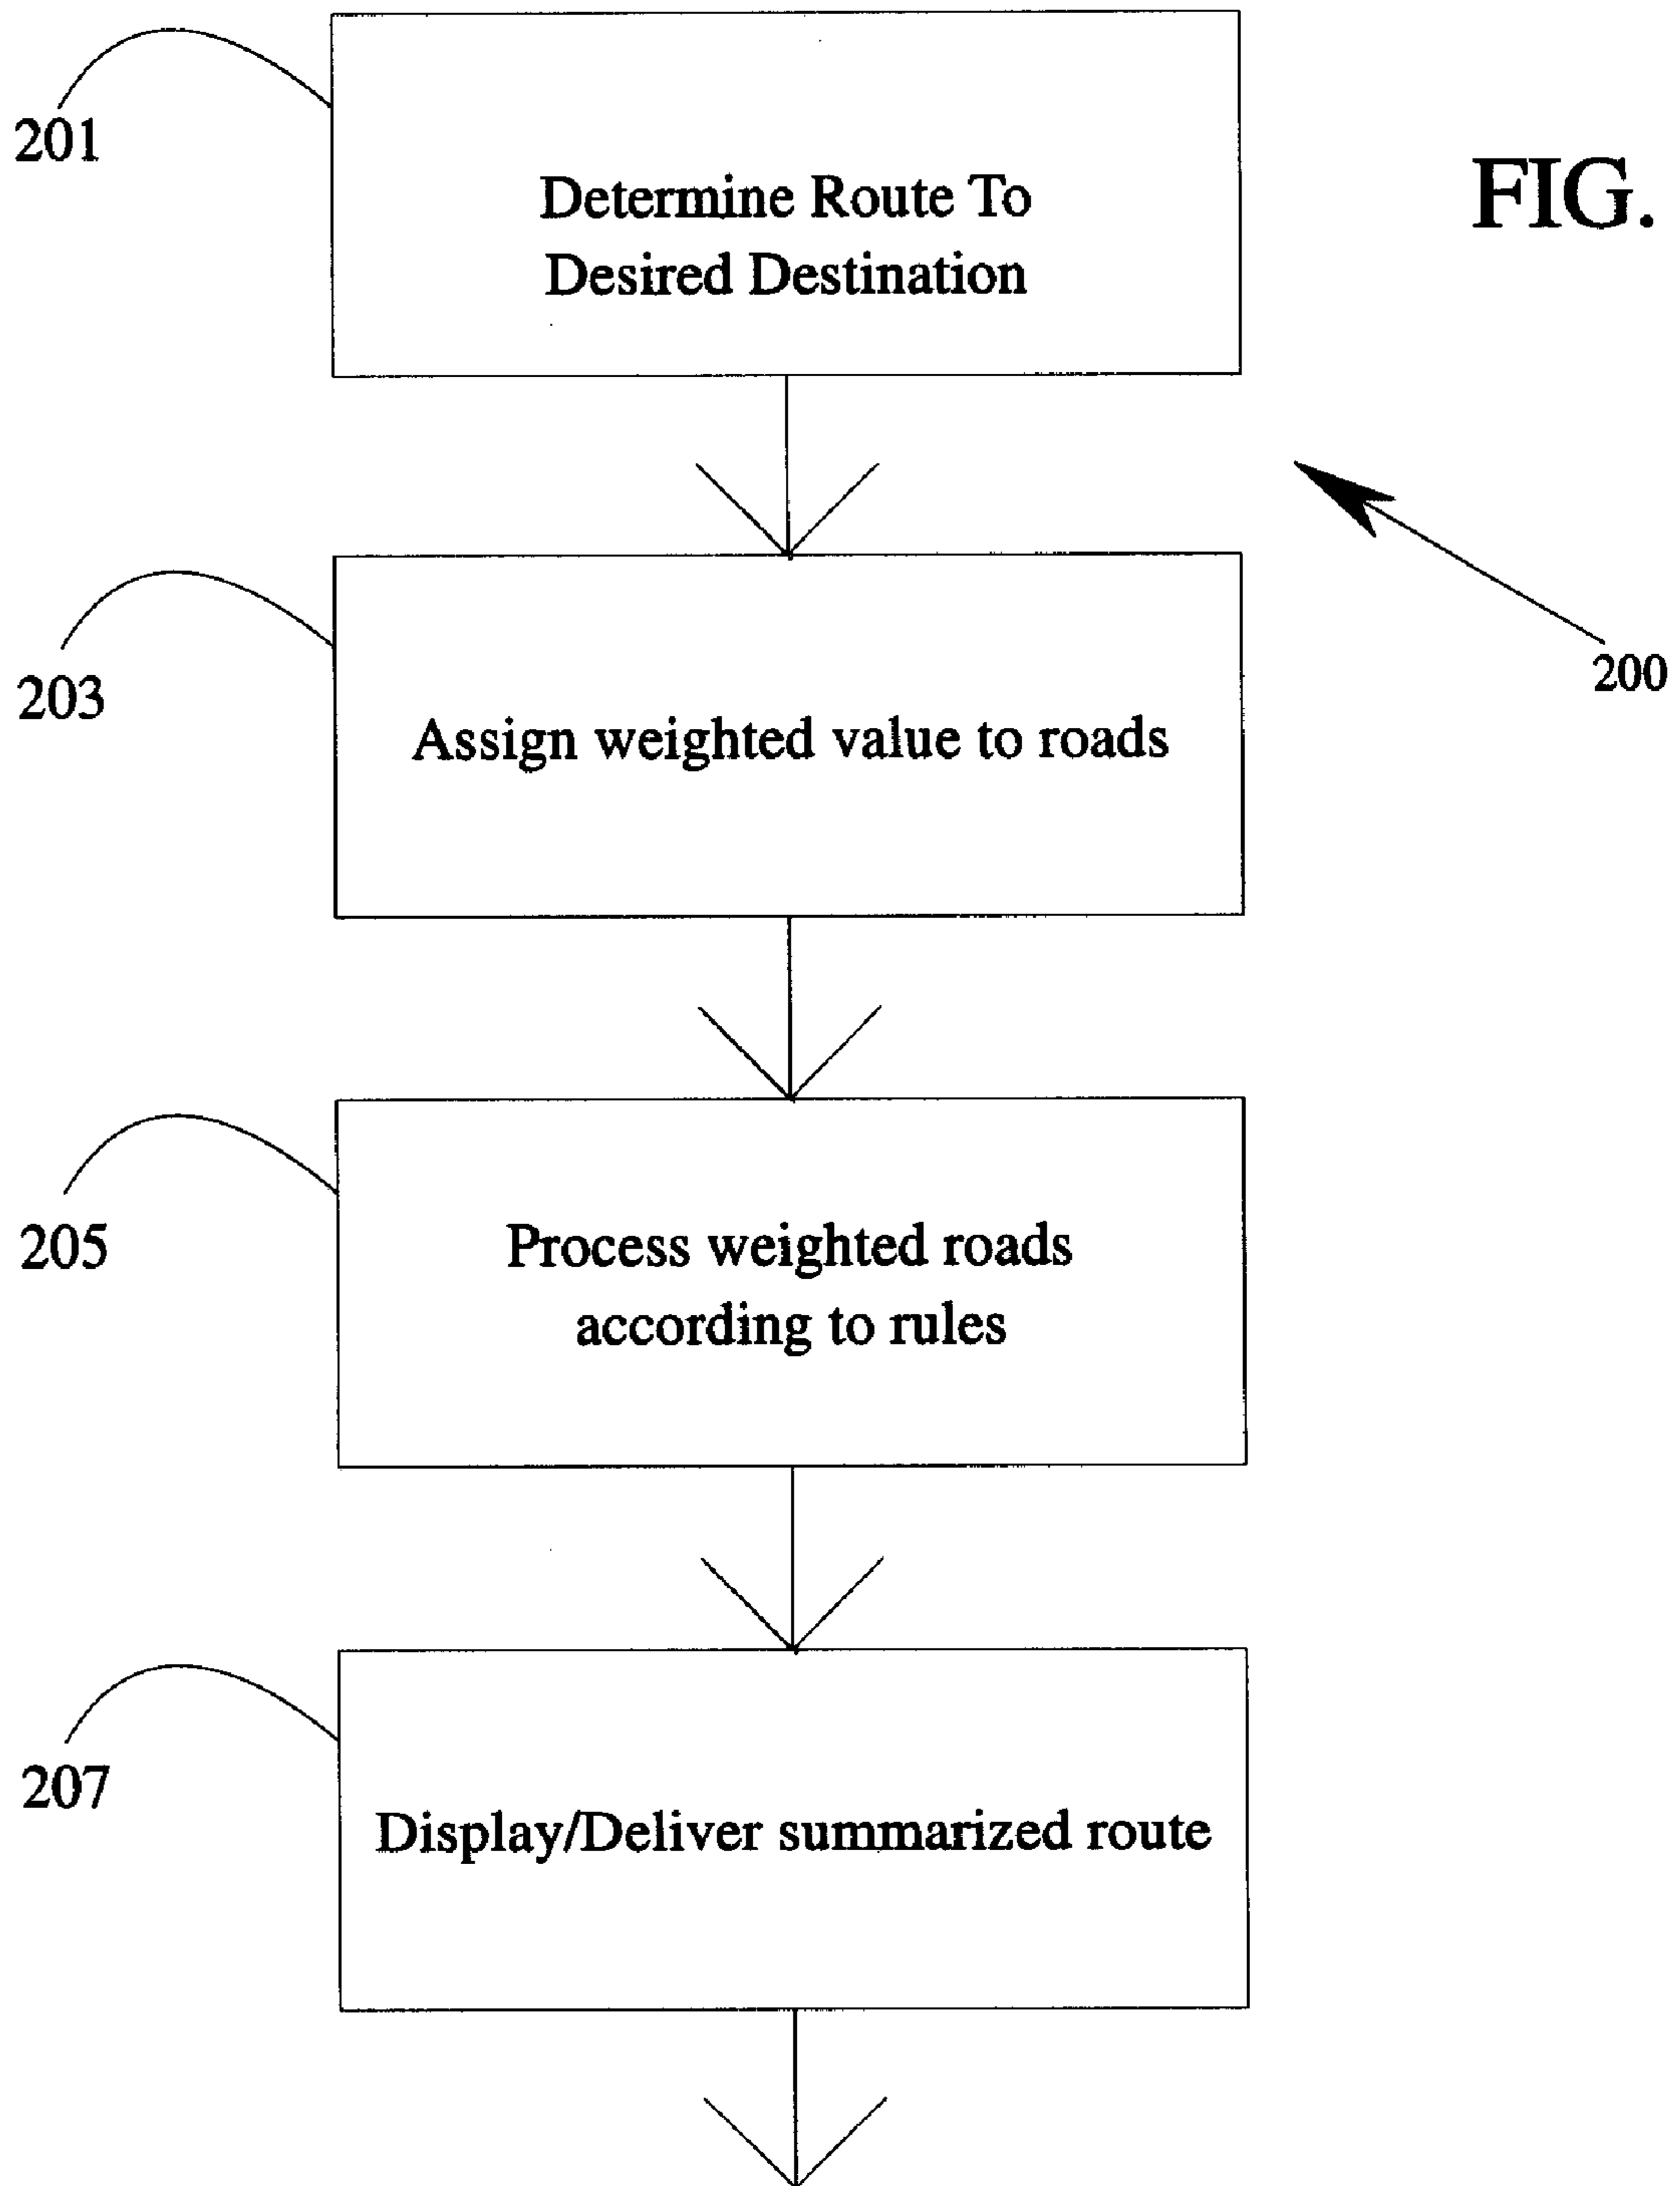 201
Determine Route To
Desired Destination
FIG.
200
203
Assign weighted value to roads
205
Process weighted roads
according to rules
207
Display/Deliver summarized route